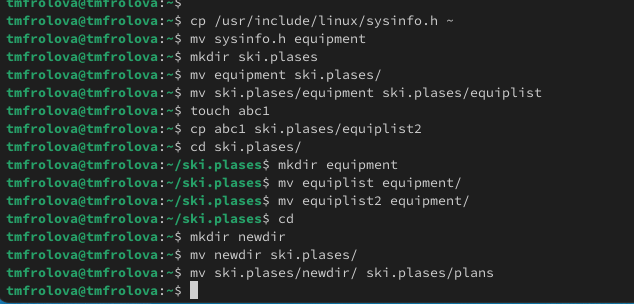 tmfrolova@tmfrolova:~$
tmfrolova@tmfrolova:~$ cp /usr/include/linux/sysinfo.h ~
tmfrolova@tmfrolova:~$ mv sysinfo.h equipment
tmfrolova@tmfrolova:~$ mkdir ski.plases
tmfrolova@tmfrolova:~$ mv equipment ski.plases/
tmfrolova@tmfrolova:~$ mv ski.plases/equipment ski.plases/equiplist
tmfrolova@tmfrolova:~$ touch abc1
tmfrolova@tmfrolova:~$ cp abc1 ski.plases/equiplist2
tmfrolova@tmfrolova:~$ cd ski.plases/
tmfrolova@tmfrolova:~/ski.plases$ mkdir equipment
tmfrolova@tmfrolova:~/ski.plases$ mv equiplist equipment/
tmfrolova@tmfrolova:~/ski.plases$ mv equiplist2 equipment/
tmfrolova@tmfrolova:~/ski.plases$ cd
tmfrolova@tmfrolova:~$ mkdir newdir
tmfrolova@tmfrolova:~$ mv newdir ski.plases/
tmfrolova@tmfrolova:~$ mv ski.plases/newdir/ ski.plases/plans
tmfrolova@tmfrolova:~$